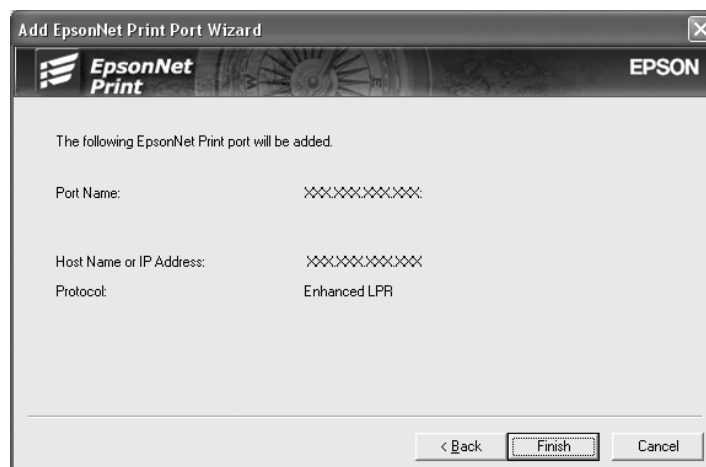 Add EpsonNet Print Port Wizard
EpsonNet
Print
EPSON
The following EpsonNet Print port will be added.
Port Name: XXX.XXX.XXX.XXX:
Host Name or IP Address: XXX.XXX.XXX.XXX
Protocol: Enhanced LPR
< Back Finish Cancel